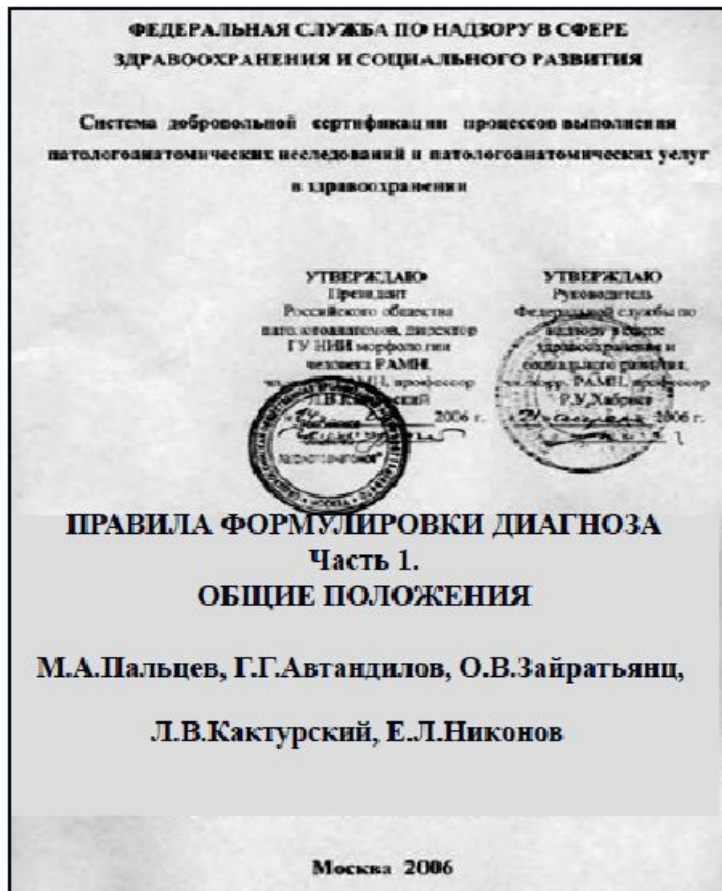 ФЕДЕРАЛЬНАЯ СЛУЖБА ПО НАДЗОРУ В СФЕРЕ
ЗДРАВООХРАНЕНИЯ И СОЦИАЛЬНОГО РАЗВИТИЯ
Система добровольной сертификации процессов выполнения
патологоанатомических исследований и патологоанатомических услуг
в здравоохранении
УТВЕРЖДАЮ
Президент
Российского общества
патологоанатомов, директор
ГУ НИИ морфологии
человека РАМН,
РАМН, профессор
2006 г.
УТВЕРЖДАЮ
Руководитель
Федеральной службы по
надзору в сфере
здравоохранения и
социального развития,
чл.-корр. РАМН, профессор
Р.У.Хабриев
2006 г.
ПРАВИЛА ФОРМУЛИРОВКИ ДИАГНОЗА
Часть 1.
ОБЩИЕ ПОЛОЖЕНИЯ
М.А.Пальцев, Г.Г.Автандилов, О.В.Зайратьянц,
Л.В.Кактурский, Е.Л.Никонов
Москва 2006